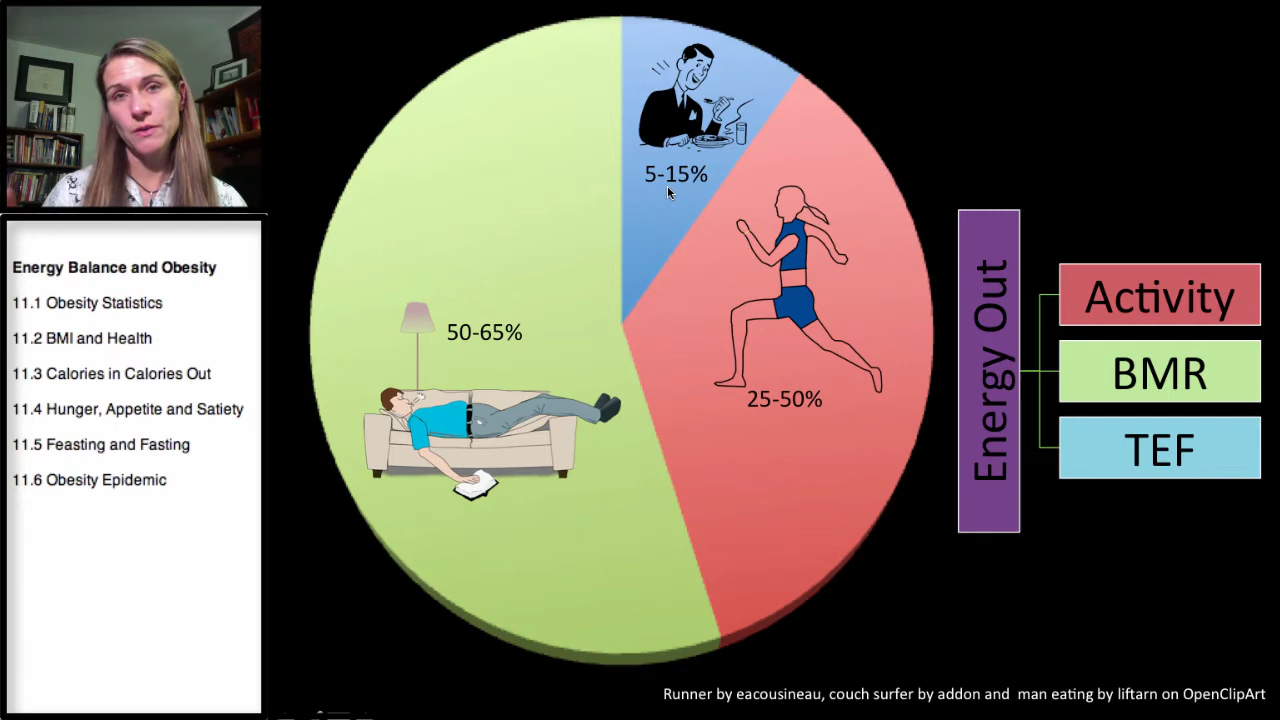 Energy Balance and Obesity
11.1 Obesity Statistics
11.2 BMI and Health
11.3 Calories in Calories Out
11.4 Hunger, Appetite and Satiety
11.5 Feasting and Fasting
11.6 Obesity Epidemic
5-15%
50-65%
25-50%
Energy Out
Activity
BMR
TEF
Runner by eacousineau, couch surfer by addon and  man eating by liftarn on OpenClipArt